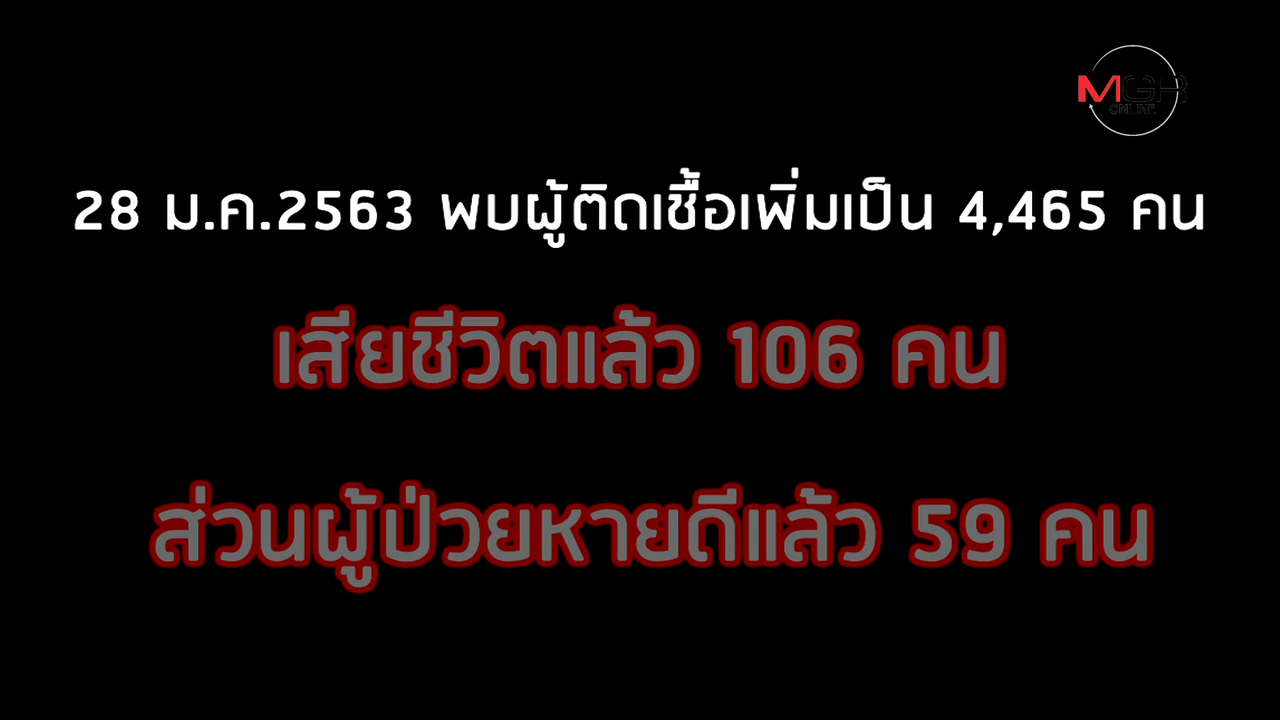 MGR
ONLINE
28 ม.ค.2563 พบผู้ติดเชื้อเพิ่มเป็น 4,465 คน
เสียชีวิตแล้ว 106 คน
ส่วนผู้ป่วยหายดีแล้ว 59 คน